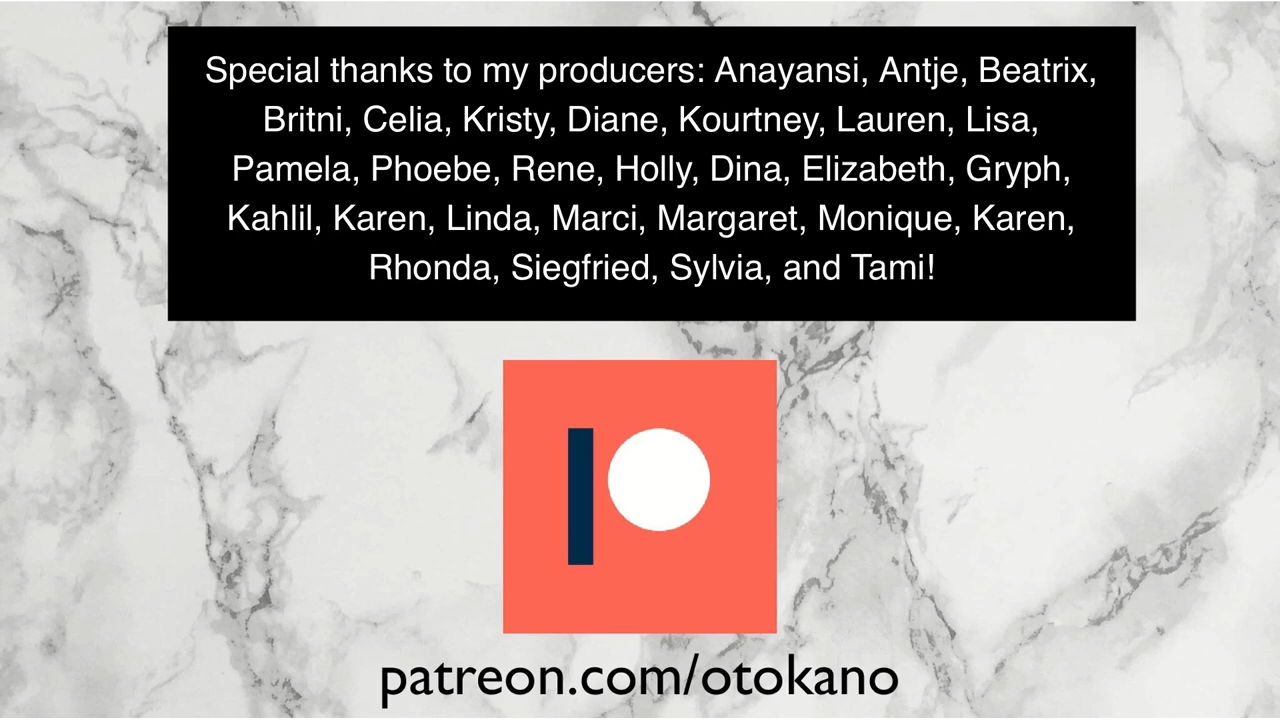 Special thanks to my producers: Anayansi, Antje, Beatrix,
Britni, Celia, Kristy, Diane, Kourtney, Lauren, Lisa,
Pamela, Phoebe, Rene, Holly, Dina, Elizabeth, Gryph,
Kahlil, Karen, Linda, Marci, Margaret, Monique, Karen,
Rhonda, Siegfried, Sylvia, and Tami!
patreon.com/otokano